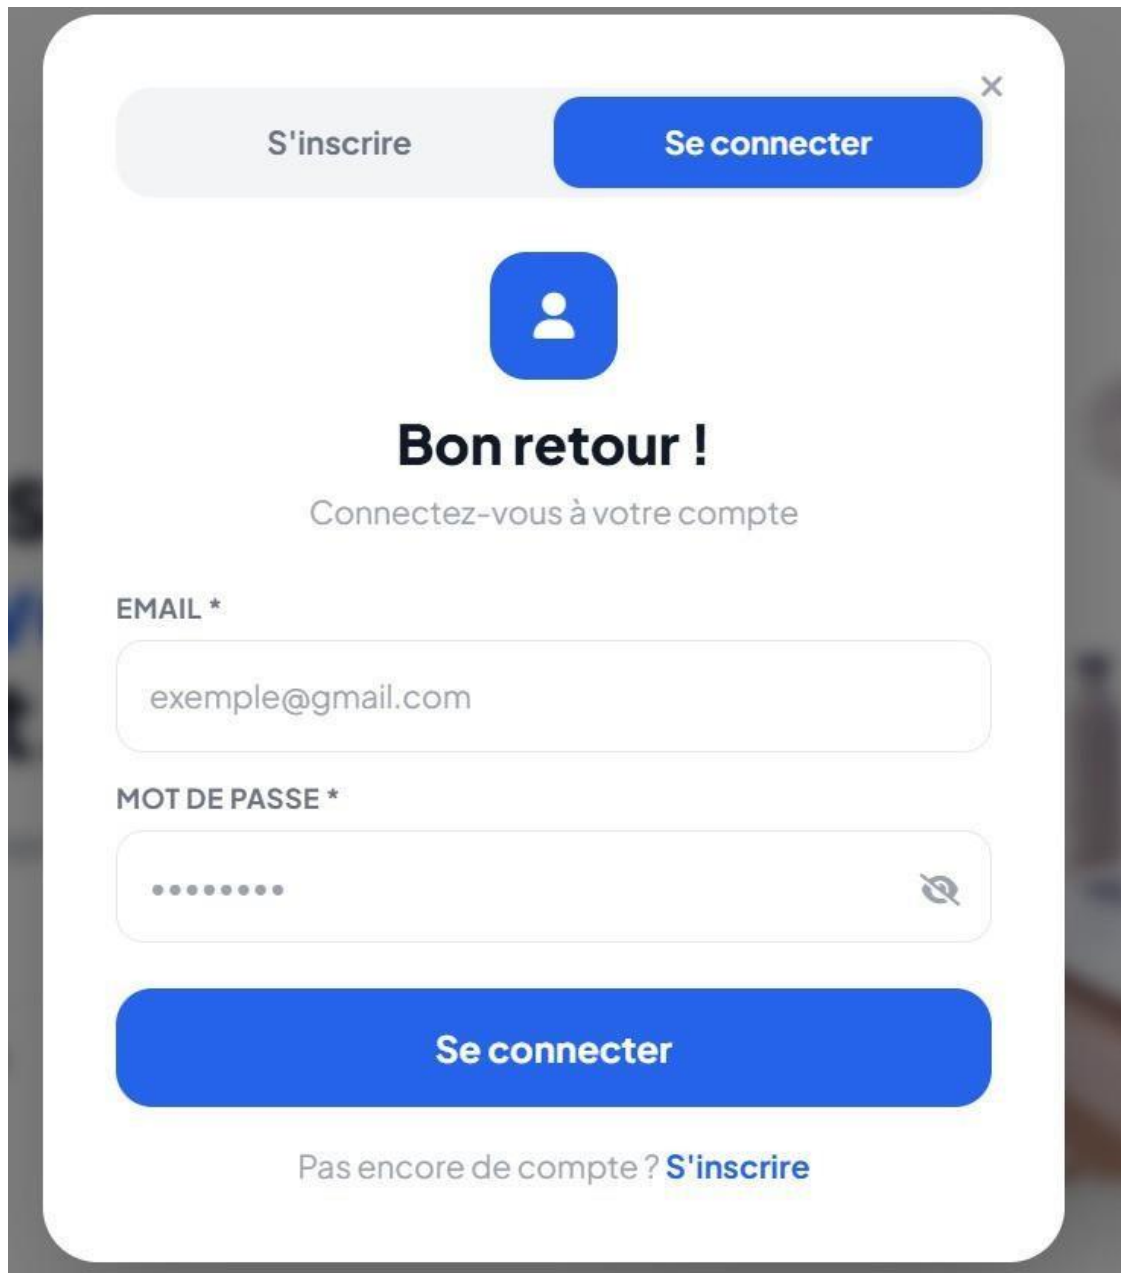 S'inscrire
Se connecter
Bon retour !
Connectez-vous à votre compte
EMAIL *
exemple@gmail.com
MOT DE PASSE *
••••••••
Se connecter
Pas encore de compte ? S'inscrire